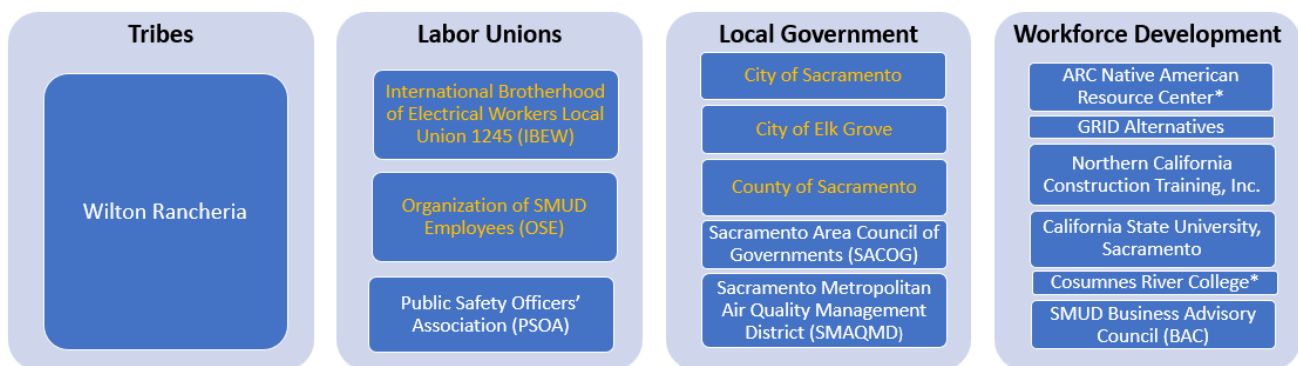 Tribes
Wilton Rancheria
Labor Unions
International Brotherhood
of Electrical Workers Local
Union 1245 (IBEW)
Organization of SMUD
Employees (OSE)
Public Safety Officers’
Association (PSOA)
Local Government
City of Sacramento
City of Elk Grove
County of Sacramento
Sacramento Area Council of
Governments (SACOG)
Sacramento Metropolitan
Air Quality Management
District (SMAQMD)
Workforce Development
ARC Native American
Resource Center*
GRID Alternatives
Northern California
Construction Training, Inc.
California State University,
Sacramento
Cosumnes River College*
SMUD Business Advisory
Council (BAC)